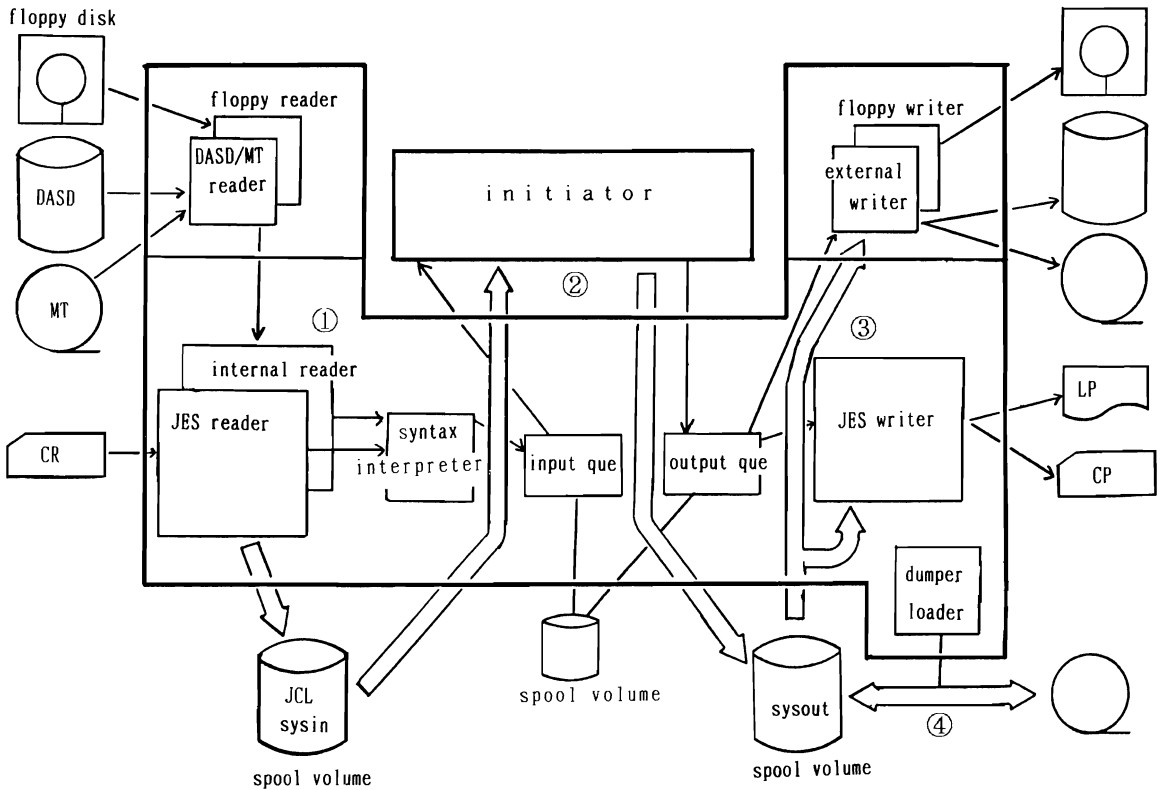 floppy disk
floppy reader
floppy writer
DASD/MT
reader
external
writer
initiator
DASD
②
MT
①
③
internal reader
LP
JES reader
JES writer
syntax
interpreter
CR
input que
output que
CP
dumper
loader
JCL
sysin
spool volume
sysout
④
spool volume
spool volume